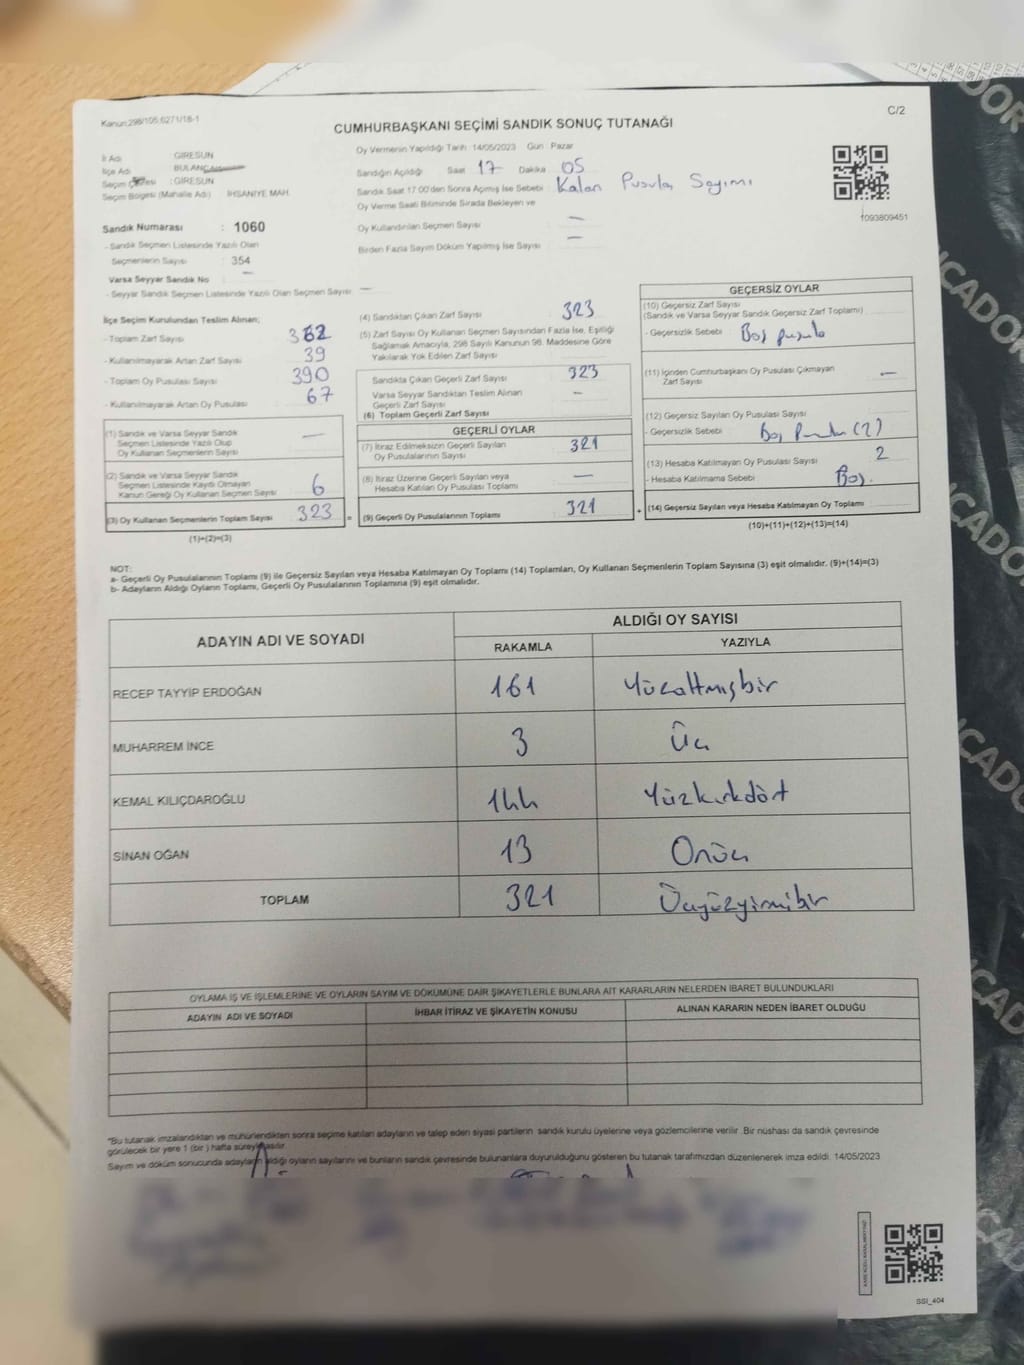 Kanun:298/105,6271/18-1
C/2
CUMHURBAŞKANI SEÇİMİ SANDIK SONUÇ TUTANAĞI
İl Adı GİRESUN
İlçe Adı BULANCAK
Seçim Çevresi : GİRESUN
Seçim Bölgesi (Mahalle Adı) İHSANİYE MAH.
Sandık Numarası : 1060
- Sandık Seçmen Listesinde Yazılı Olan
Seçmenlerin Sayısı : 354
Varsa Seyyar Sandık No —
- Seyyar Sandık Seçmen Listesinde Yazılı Olan Seçmen Sayısı —
Oy Vermenin Yapıldığı Tarih :14/05/2023 Gün : Pazar
Sandığın Açıldığı Saat 17 Dakika 05
Sandık Saat 17.00'den Sonra Açımış İse Sebebi : Kalan Pusula Sayımı
Oy Verme Saati Bitiminde Sırada Bekleyen ve
Oy Kullandırılan Seçmen Sayısı —
Birden Fazla Sayım Döküm Yapılmış İse Sayısı —
1093809451
İlçe Seçim Kurulundan Teslim Alınan;
- Toplam Zarf Sayısı 362
- Kullanılmayarak Artan Zarf Sayısı 39
- Toplam Oy Pusulası Sayısı 390
- Kullanılmayarak Artan Oy Pusulası 67
(1) Sandık ve Varsa Seyyar Sandık
Seçmen Listesinde Yazılı Olup
Oy Kullanan Seçmenlerin Sayısı —
(2) Sandık ve Varsa Seyyar Sandık
Seçmen Listesinde Kayıtlı Olmayan
Kanun Gereği Oy Kullanan Seçmen Sayısı 6
(3) Oy Kullanan Seçmenlerin Toplam Sayısı 323 =
(1)+(2)=(3)
(4) Sandıktan Çıkan Zarf Sayısı 323
(5) Zarf Sayısı Oy Kullanan Seçmen Sayısından Fazla İse, Eşitliği
Sağlamak Amacıyla, 298 Sayılı Kanunun 98. Maddesine Göre
Yakılarak Yok Edilen Zarf Sayısı
Sandıkta Çıkan Geçerli Zarf Sayısı 323
Varsa Seyyar Sandıktan Teslim Alınan
Geçerli Zarf Sayısı -
(6) Toplam Geçerli Zarf Sayısı
GEÇERLİ OYLAR
(7) İtiraz Edilmeksizin Geçerli Sayılan
Oy Pusulalarının Sayısı 321
(8) İtiraz Üzerine Geçerli Sayılan veya
Hesaba Katılan Oy Pusulası Toplamı —
(9) Geçerli Oy Pusulalarının Toplamı 321 +
GEÇERSİZ OYLAR
(10) Geçersiz Zarf Sayısı
(Sandık ve Varsa Seyyar Sandık Geçersiz Zarf Toplamı)
- Geçersizlik Sebebi : Boş pusula
(11) İçinden Cumhurbaşkanı Oy Pusulası Çıkmayan
Zarf Sayısı —
(12) Geçersiz Sayılan Oy Pusulası Sayısı
- Geçersizlik Sebebi Boş Pusula (2)
(13) Hesaba Katılmayan Oy Pusulası Sayısı 2
- Hesaba Katılmama Sebebi Boş.
(14) Geçersiz Sayılan veya Hesaba Katılmayan Oy Toplamı
(10)+(11)+(12)+(13)=(14)
NOT:
a- Geçerli Oy Pusulalarının Toplamı (9) ile Geçersiz Sayılan veya Hesaba Katılmayan Oy Pusulası Toplamı (14) Toplamları, Oy Kullanan Seçmenlerin Toplam Sayısına (3) eşit olmalıdır. (9)+(14)=(3)
b- Adayların Aldığı Oyların Toplamı, Geçerli Oy Pusulalarının Toplamına (9) eşit olmalıdır.
ADAYIN ADI VE SOYADI ALDIĞI OY SAYISI
RAKAMLA YAZIYLA
RECEP TAYYİP ERDOĞAN 161 Yüzaltmışbir
MUHARREM İNCE 3 Üç
KEMAL KILIÇDAROĞLU 144 Yüzkırkdört
SİNAN OĞAN 13 Onüç
TOPLAM 321 Üçyüzyirmibir
OYLAMA İŞ VE İŞLEMLERİNE VE OYLARIN SAYIM VE DÖKÜMÜNE DAİR ŞİKAYETLERLE BUNLARA AİT KARARLARIN NELERDEN İBARET BULUNDUKLARI
ADAYIN ADI VE SOYADI İHBAR İTİRAZ VE ŞİKAYETİN KONUSU ALINAN KARARIN NEDEN İBARET OLDUĞU
"Bu tutanak imzalandıktan ve mühürlendikten sonra seçime katılan adayların ve talep eden siyasi partilerin sandık kurulu üyelerine veya gözlemcilerine verilir. Bir nüshası da sandık çevresinde
görülecek bir yere 1 (bir ) hafta süreyle asılır.
Sayım ve döküm sonucunda adayların aldığı oyların sayılarını ve bunların sandık çevresinde bulunanlara duyurulduğunu gösteren bu tutanak tarafımızdan düzenlenerek imza edildi. 14/05/2023
SSI_404